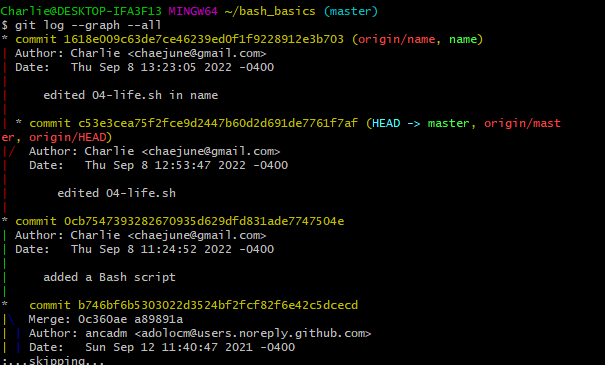 Charlie@DESKTOP-IFA3F13 MINGW64 ~/bash_basics (master)
$ git log --graph --all
* commit 1618e009c63de7ce46239ed0f1f9228912e3b703 (origin/name, name)
| Author: Charlie <chaejune@gmail.com>
| Date:   Thu Sep 8 13:23:05 2022 -0400
|
|     edited 04-life.sh in name
|
| * commit c53e3cea75f2fce9d2447b60d2d691de7761f7af (HEAD -> master, origin/mast
er, origin/HEAD)
|/  Author: Charlie <chaejune@gmail.com>
|   Date:   Thu Sep 8 12:53:47 2022 -0400
|
|       edited 04-life.sh
|
* commit 0cb7547393282670935d629dfd831ade7747504e
| Author: Charlie <chaejune@gmail.com>
| Date:   Thu Sep 8 11:24:52 2022 -0400
|
|     added a Bash script
|
*   commit b746bf6b5303022d3524bf2fcf82f6e42c5dcecd
|\  Merge: 0c360ae a89891a
| | Author: ancadm <adolocm@users.noreply.github.com>
| | Date:   Sun Sep 12 11:40:47 2021 -0400
:...skipping...